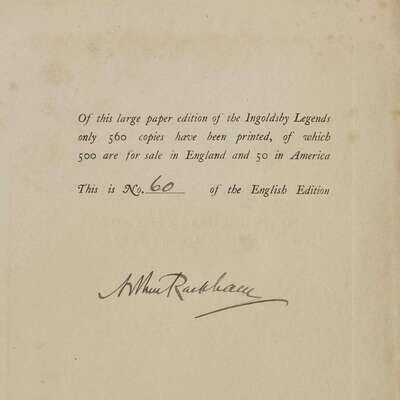 Of this large paper edition of the Ingoldsby Legends
only 560 copies have been printed, of which
500 are for sale in England and 50 in America
This is No. 60 of the English Edition
Arthur Rackham